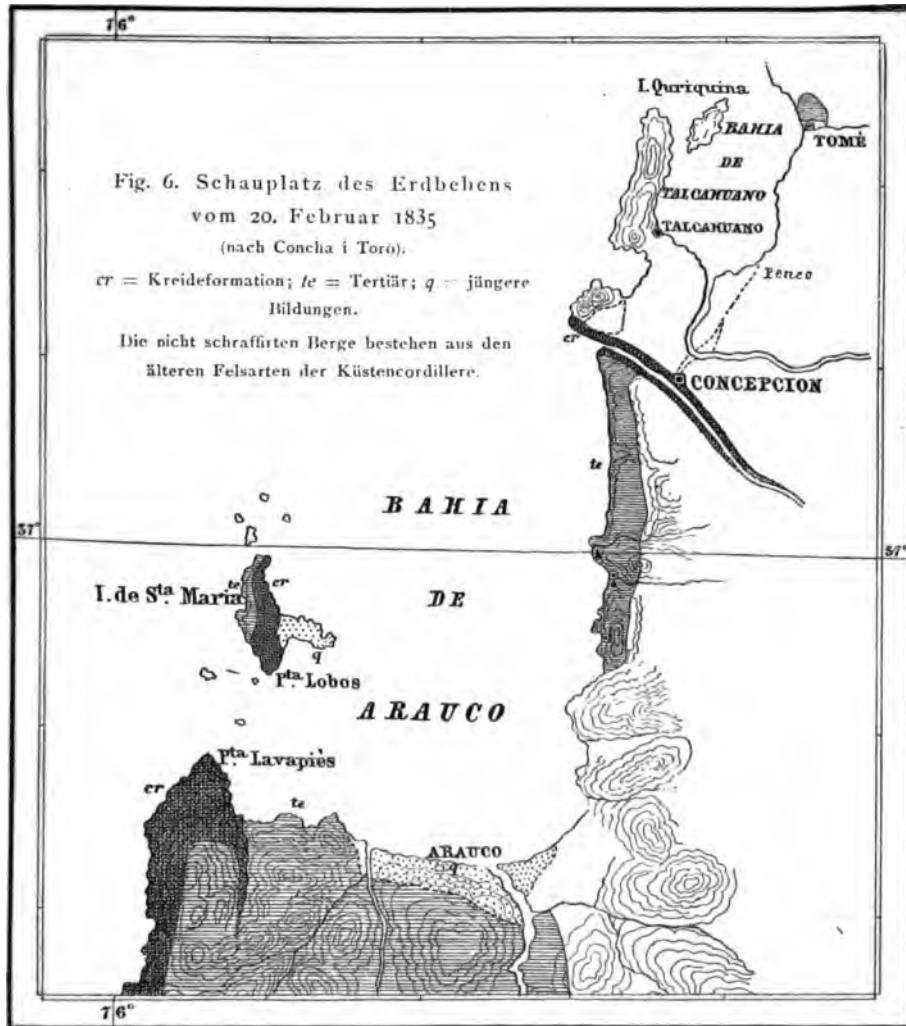 76°
I. Quriquina
BAHIA
DE
TALCAHUANO
TOMÈ
TALCAHUANO
Penco
Fig. 6. Schauplatz des Erdbebens
vom 20. Februar 1835
(nach Concha i Toro).
cr = Kreideformation; te = Tertiär; q = jüngere
Bildungen.
Die nicht schraffirten Berge bestehen aus den
älteren Felsarten der Küstencordillere.
cr
CONCEPCION
te
BAHIA
37°
37°
te
cr
I. de Sta. Maria
DE
q
Pta. Lobos
ARAUCO
Pta. Lavapiès
cr
te
ARAUCO
q
76°